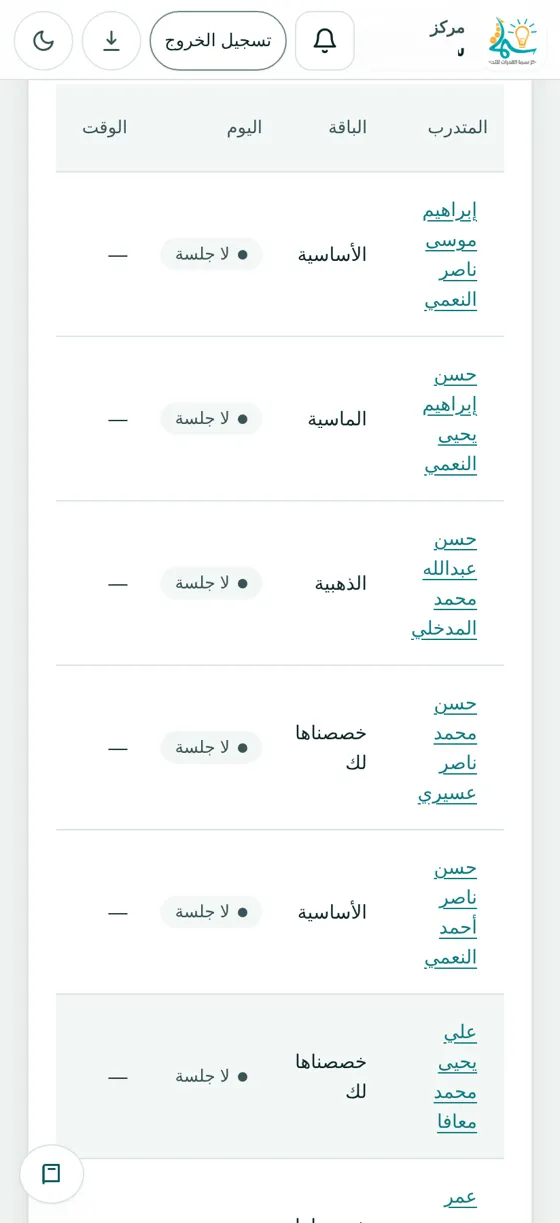 مركز
تسجيل الخروج
المتدرب الباقة اليوم الوقت
إبراهيم
موسى
ناصر
النعمي
الأساسية
لا جلسة
—
حسن
إبراهيم
يحيى
النعمي
الماسية
لا جلسة
—
حسن
عبدالله
محمد
المدخلي
الذهبية
لا جلسة
—
حسن
محمد
ناصر
عسيري
خصصناها
لك
لا جلسة
—
حسن
ناصر
أحمد
النعمي
الأساسية
لا جلسة
—
علي
يحيى
محمد
معافا
خصصناها
لك
لا جلسة
—
عمر